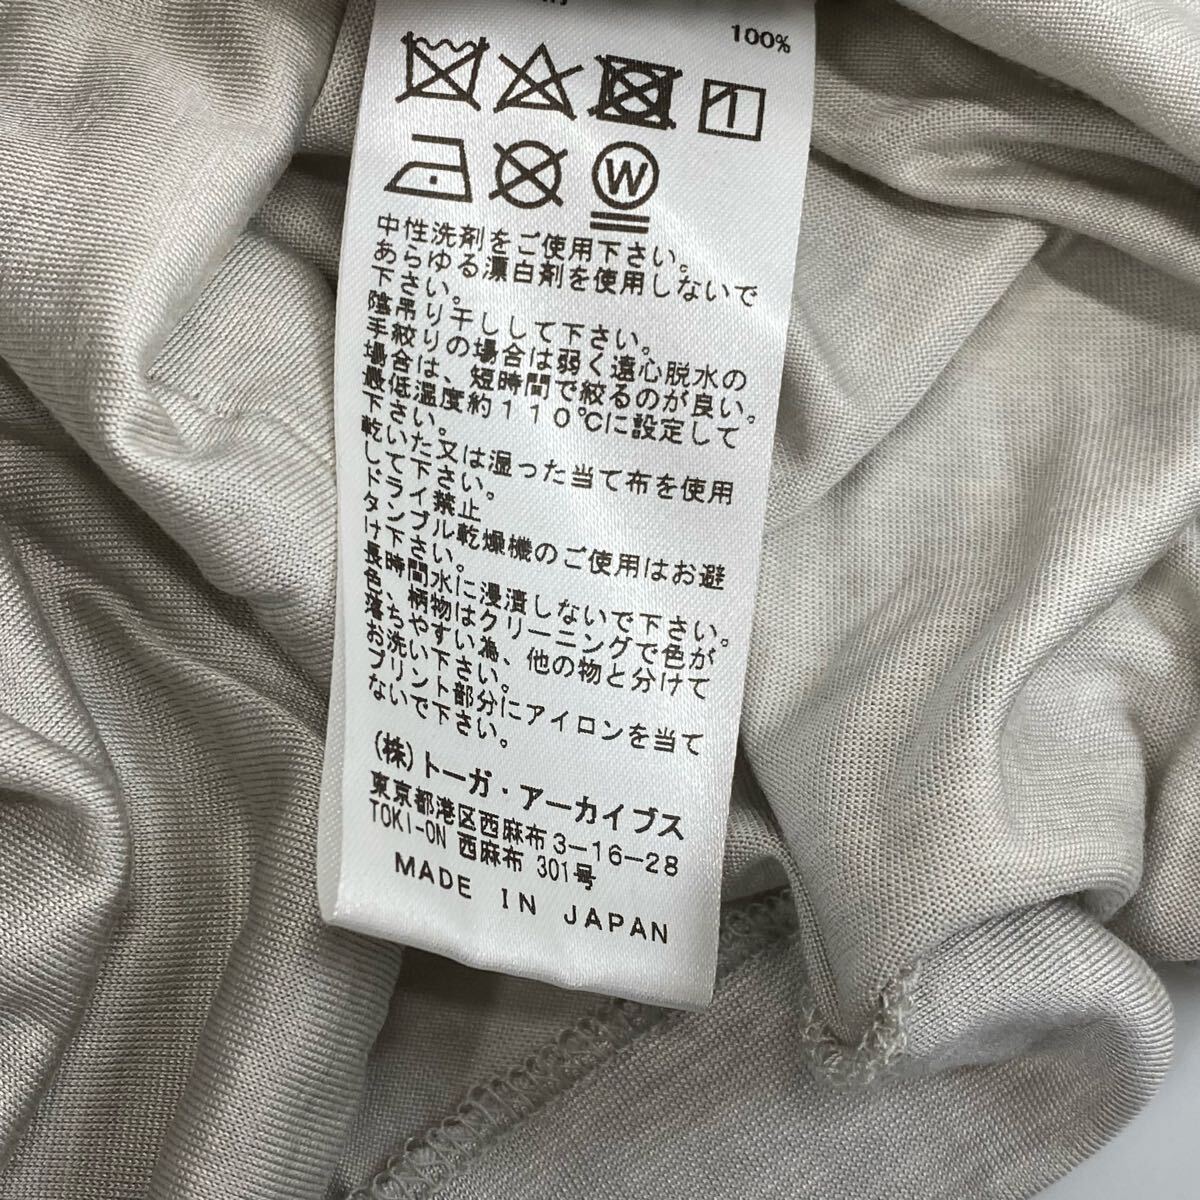 100%
W
中性洗剤をご使用下さい。
あらゆる漂白剤を使用しないで
下さい。
陰吊り干しして下さい。
手絞りの場合は弱く遠心脱水の
場合は、短時間で絞るのが良い。
最低温度約110℃に設定して
下さい。
乾いた又は湿った当て布を使用
して下さい。
ドライ禁止
タンブル乾燥機のご使用はお避
け下さい。
長時間水に浸漬しないで下さい。
色、柄物はクリーニングで色が
落ちやすい為、他の物と分けて
お洗い下さい。
プリント部分にアイロンを当て
ないで下さい。
(株)トーガ・アーカイブス
東京都港区西麻布3-16-28
TOKI-ON 西麻布 301号
MADE IN JAPAN